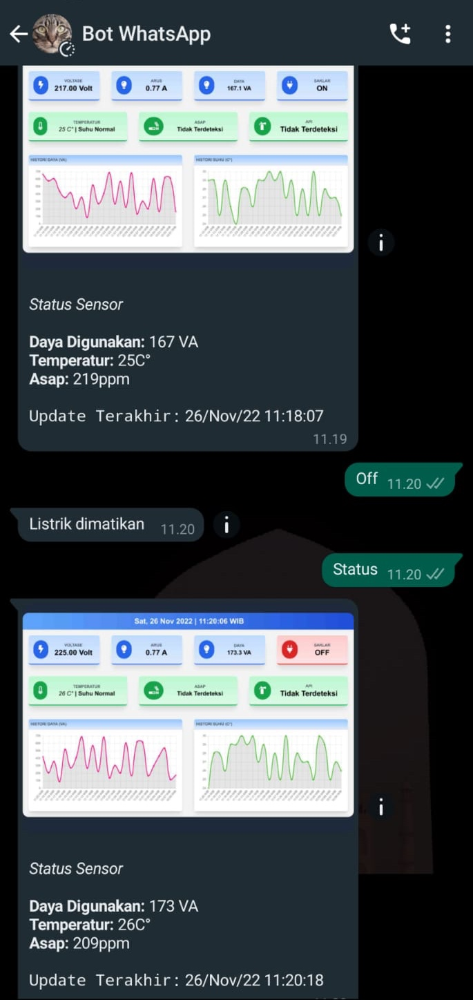 Bot WhatsApp
VOLTASE
217.00 Volt
ARUS
0.77 A
DAYA
167.1 VA
SAKLAR
ON
TEMPERATUR
25 C° | Suhu Normal
ASAP
Tidak Terdeteksi
API
Tidak Terdeteksi
HISTORI DAYA (VA)
HISTORI SUHU (C°)
Status Sensor
Daya Digunakan: 167 VA
Temperatur: 25C°
Asap: 219ppm
Update Terakhir: 26/Nov/22 11:18:07
11.19
Off 11.20
Listrik dimatikan 11.20
Status 11.20
Sat, 26 Nov 2022 | 11:20:06 WIB
VOLTASE
225.00 Volt
ARUS
0.77 A
DAYA
173.3 VA
SAKLAR
OFF
TEMPERATUR
26 C° | Suhu Normal
ASAP
Tidak Terdeteksi
API
Tidak Terdeteksi
HISTORI DAYA (VA)
HISTORI SUHU (C°)
Status Sensor
Daya Digunakan: 173 VA
Temperatur: 26C°
Asap: 209ppm
Update Terakhir: 26/Nov/22 11:20:18